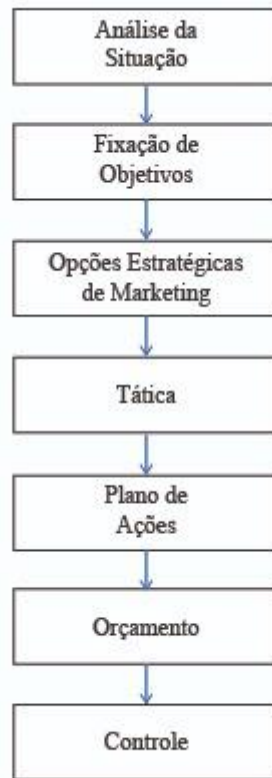 Análise da
Situação
Fixação de
Objetivos
Opções Estratégicas
de Marketing
Tática
Plano de
Ações
Orçamento
Controle